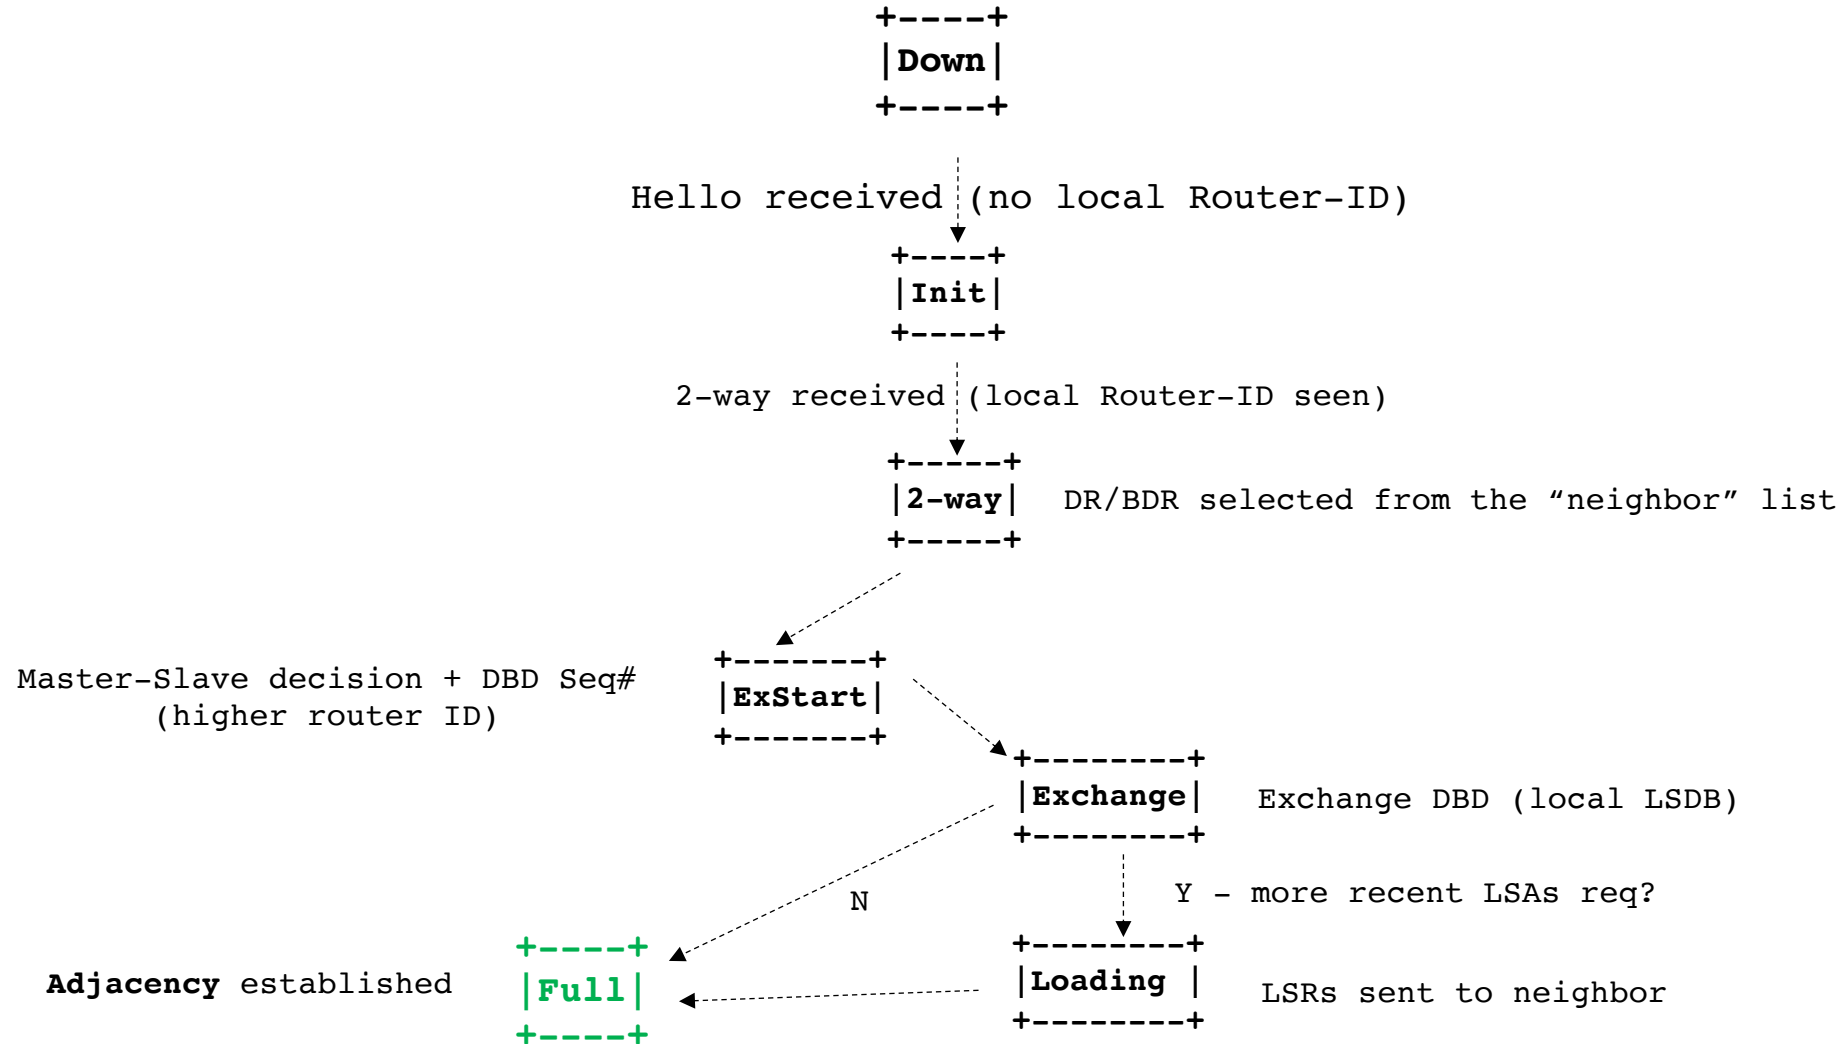 +----+
|Down|
+----+
Hello received (no local Router-ID)
+----+
|Init|
+----+
2-way received (local Router-ID seen)
+-----+
|2-way| DR/BDR selected from the “neighbor” list
+-----+
Master-Slave decision + DBD Seq#
(higher router ID)
+-------+
|ExStart|
+-------+
+--------+
|Exchange| Exchange DBD (local LSDB)
+--------+
N
Y - more recent LSAs req?
Adjacency established
+----+
|Full|
+----+
+--------+
|Loading |
+--------+
LSRs sent to neighbor